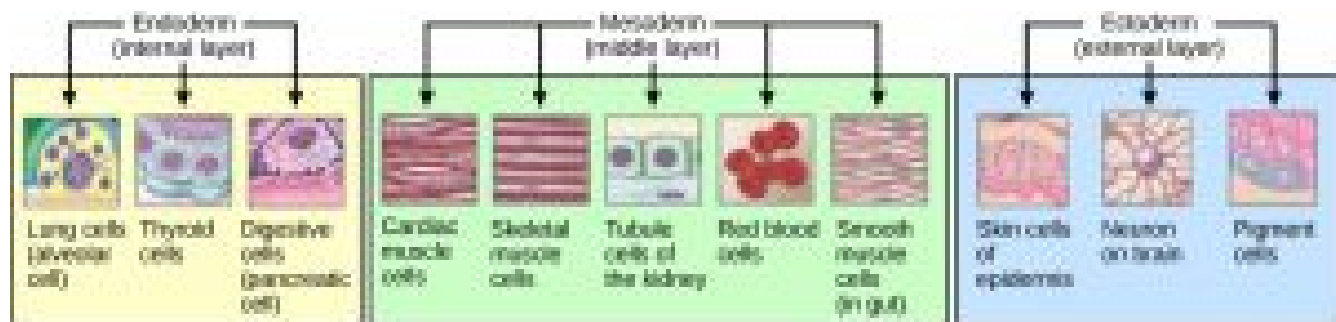 Endoderm
(internal layer)
Mesoderm
(middle layer)
Ectoderm
(external layer)
Lung cells
(alveolar
cell)
Thyroid
cells
Digestive
cells
(pancreatic
cell)
Cardiac
muscle
cells
Skeletal
muscle
cells
Tubule
cells of
the kidney
Red blood
cells
Smooth
muscle
cells
(in gut)
Skin cells
of
epidermis
Neuron
on brain
Pigment
cells